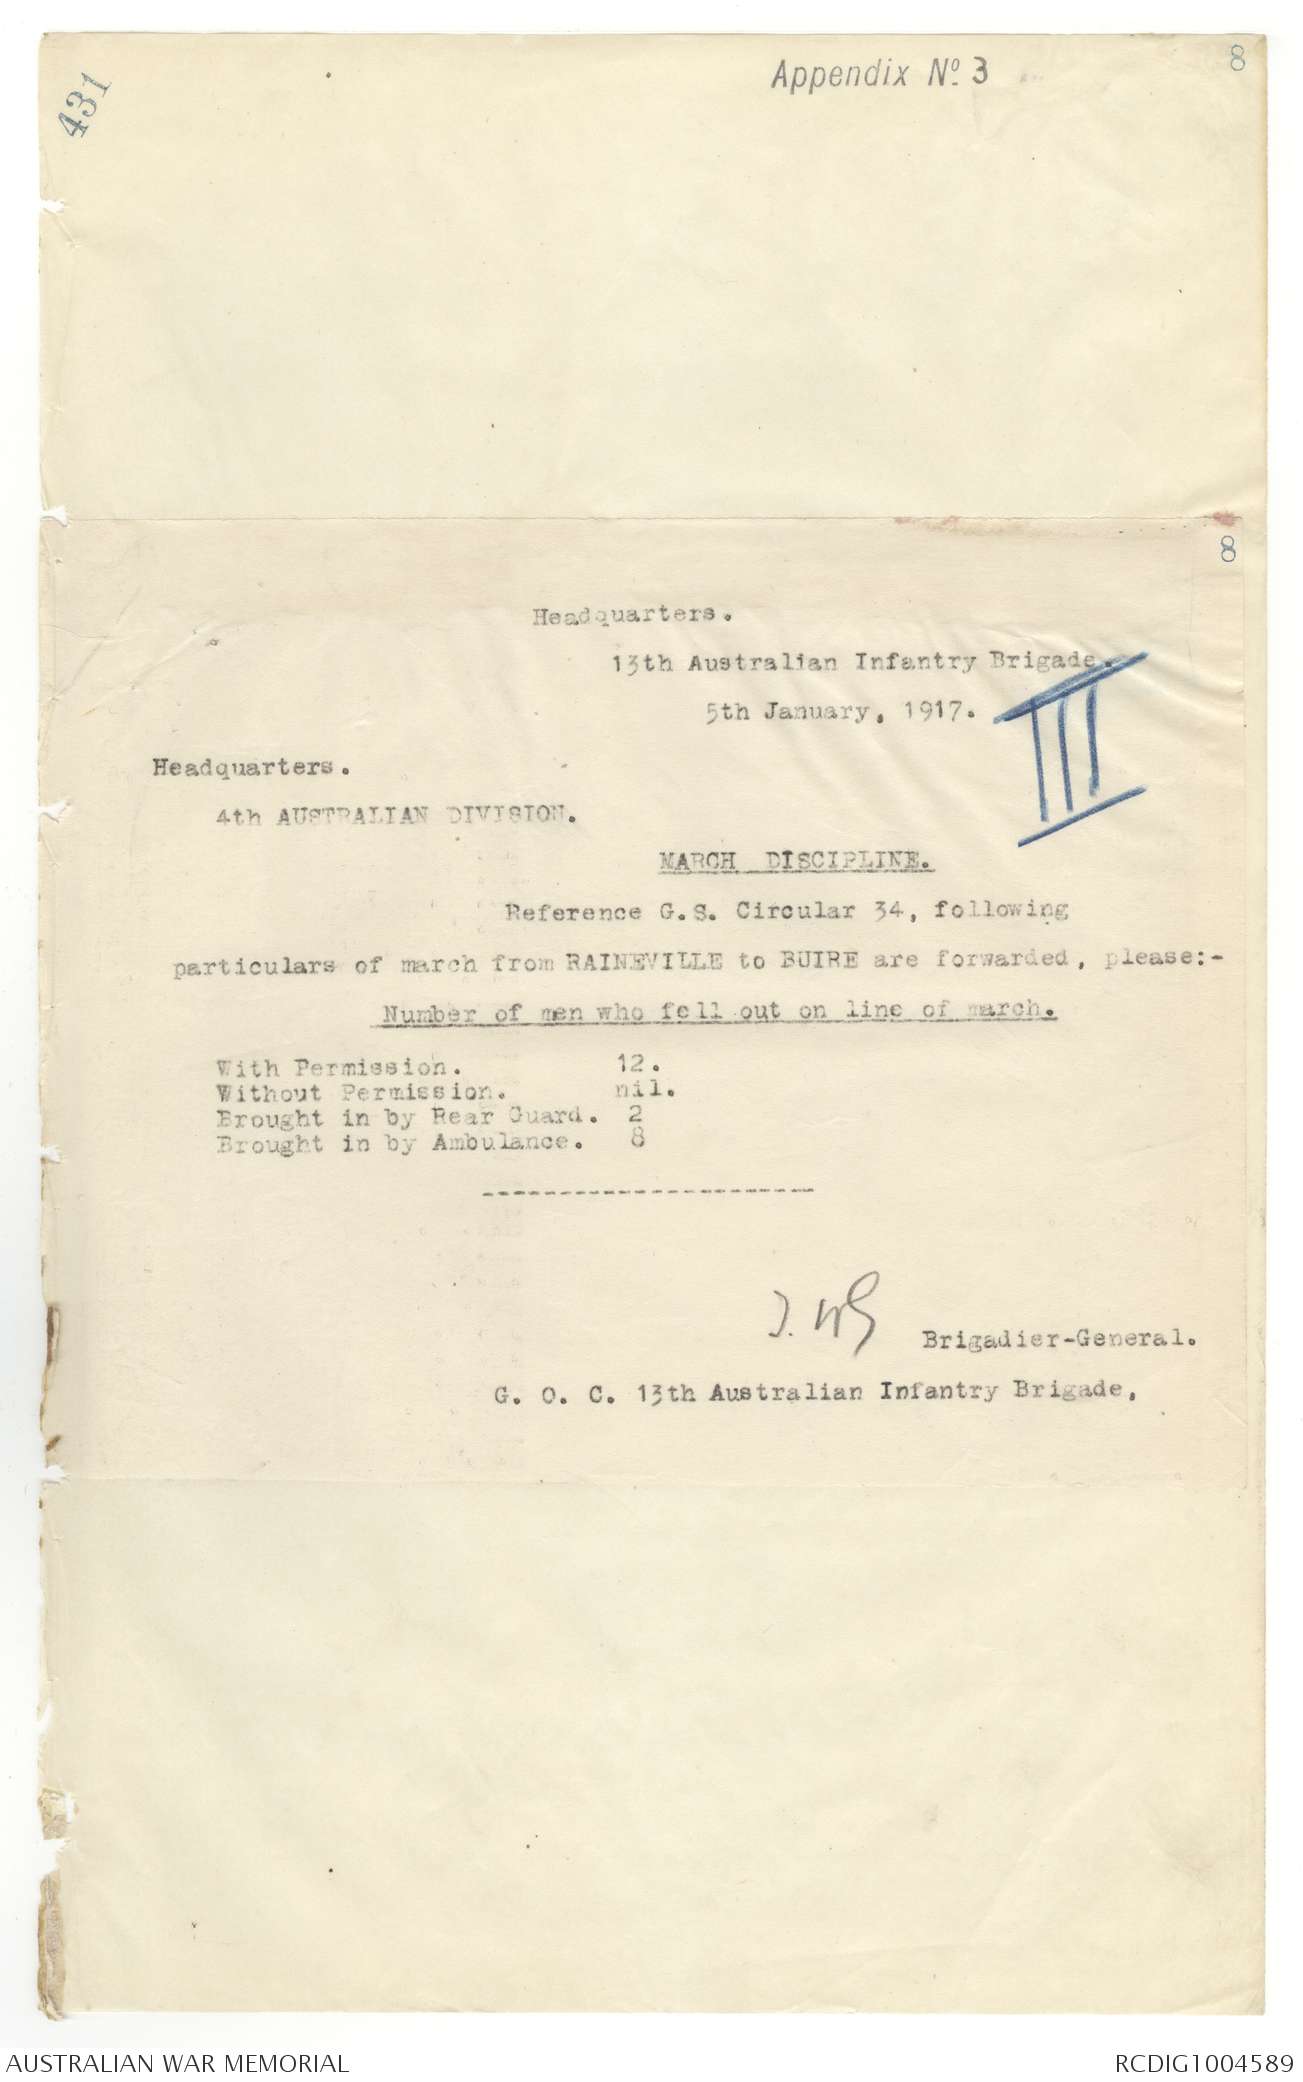 431
Appendix No. 3
8
8
Headquarters.
13th Australian Infantry Brigade.
5th January, 1917.
III
Headquarters.
4th AUSTRALIAN DIVISION.
MARCH DISCIPLINE.
Reference G.S. Circular 34, following
particulars of march from RAINEVILLE to BUIRE are forwarded, please:-
Number of men who fell out on line of march.
With Permission. 12.
Without Permission. nil.
Brought in by Rear Guard. 2
Brought in by Ambulance. 8
Brigadier-General.
G. O. C. 13th Australian Infantry Brigade,
AUSTRALIAN WAR MEMORIAL
RCDIG1004589